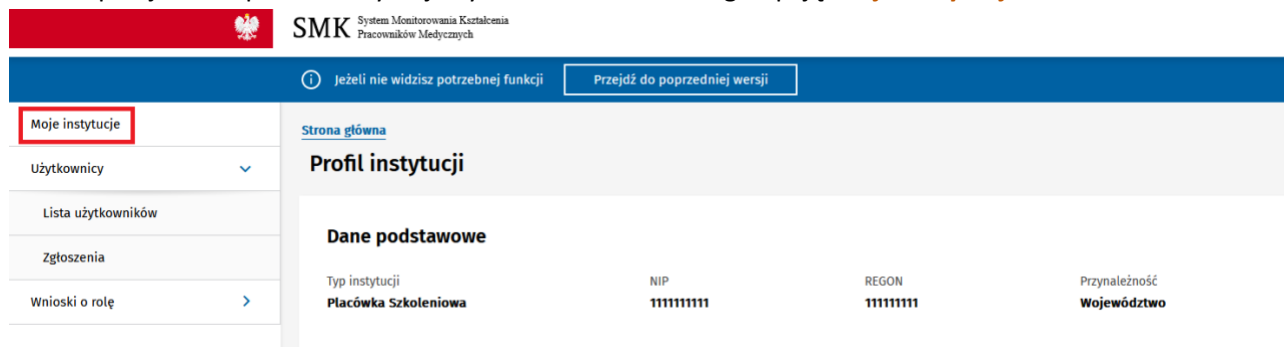 SMK System Monitorowania Kształcenia
Pracowników Medycznych
Jeżeli nie widzisz potrzebnej funkcji Przejdź do poprzedniej wersji
Moje instytucje
Strona główna
Użytkownicy
Profil instytucji
Lista użytkowników
Dane podstawowe
Zgłoszenia
Typ instytucji NIP REGON Przynależność
Wnioski o rolę
Placówka Szkoleniowa 1111111111 111111111 Województwo